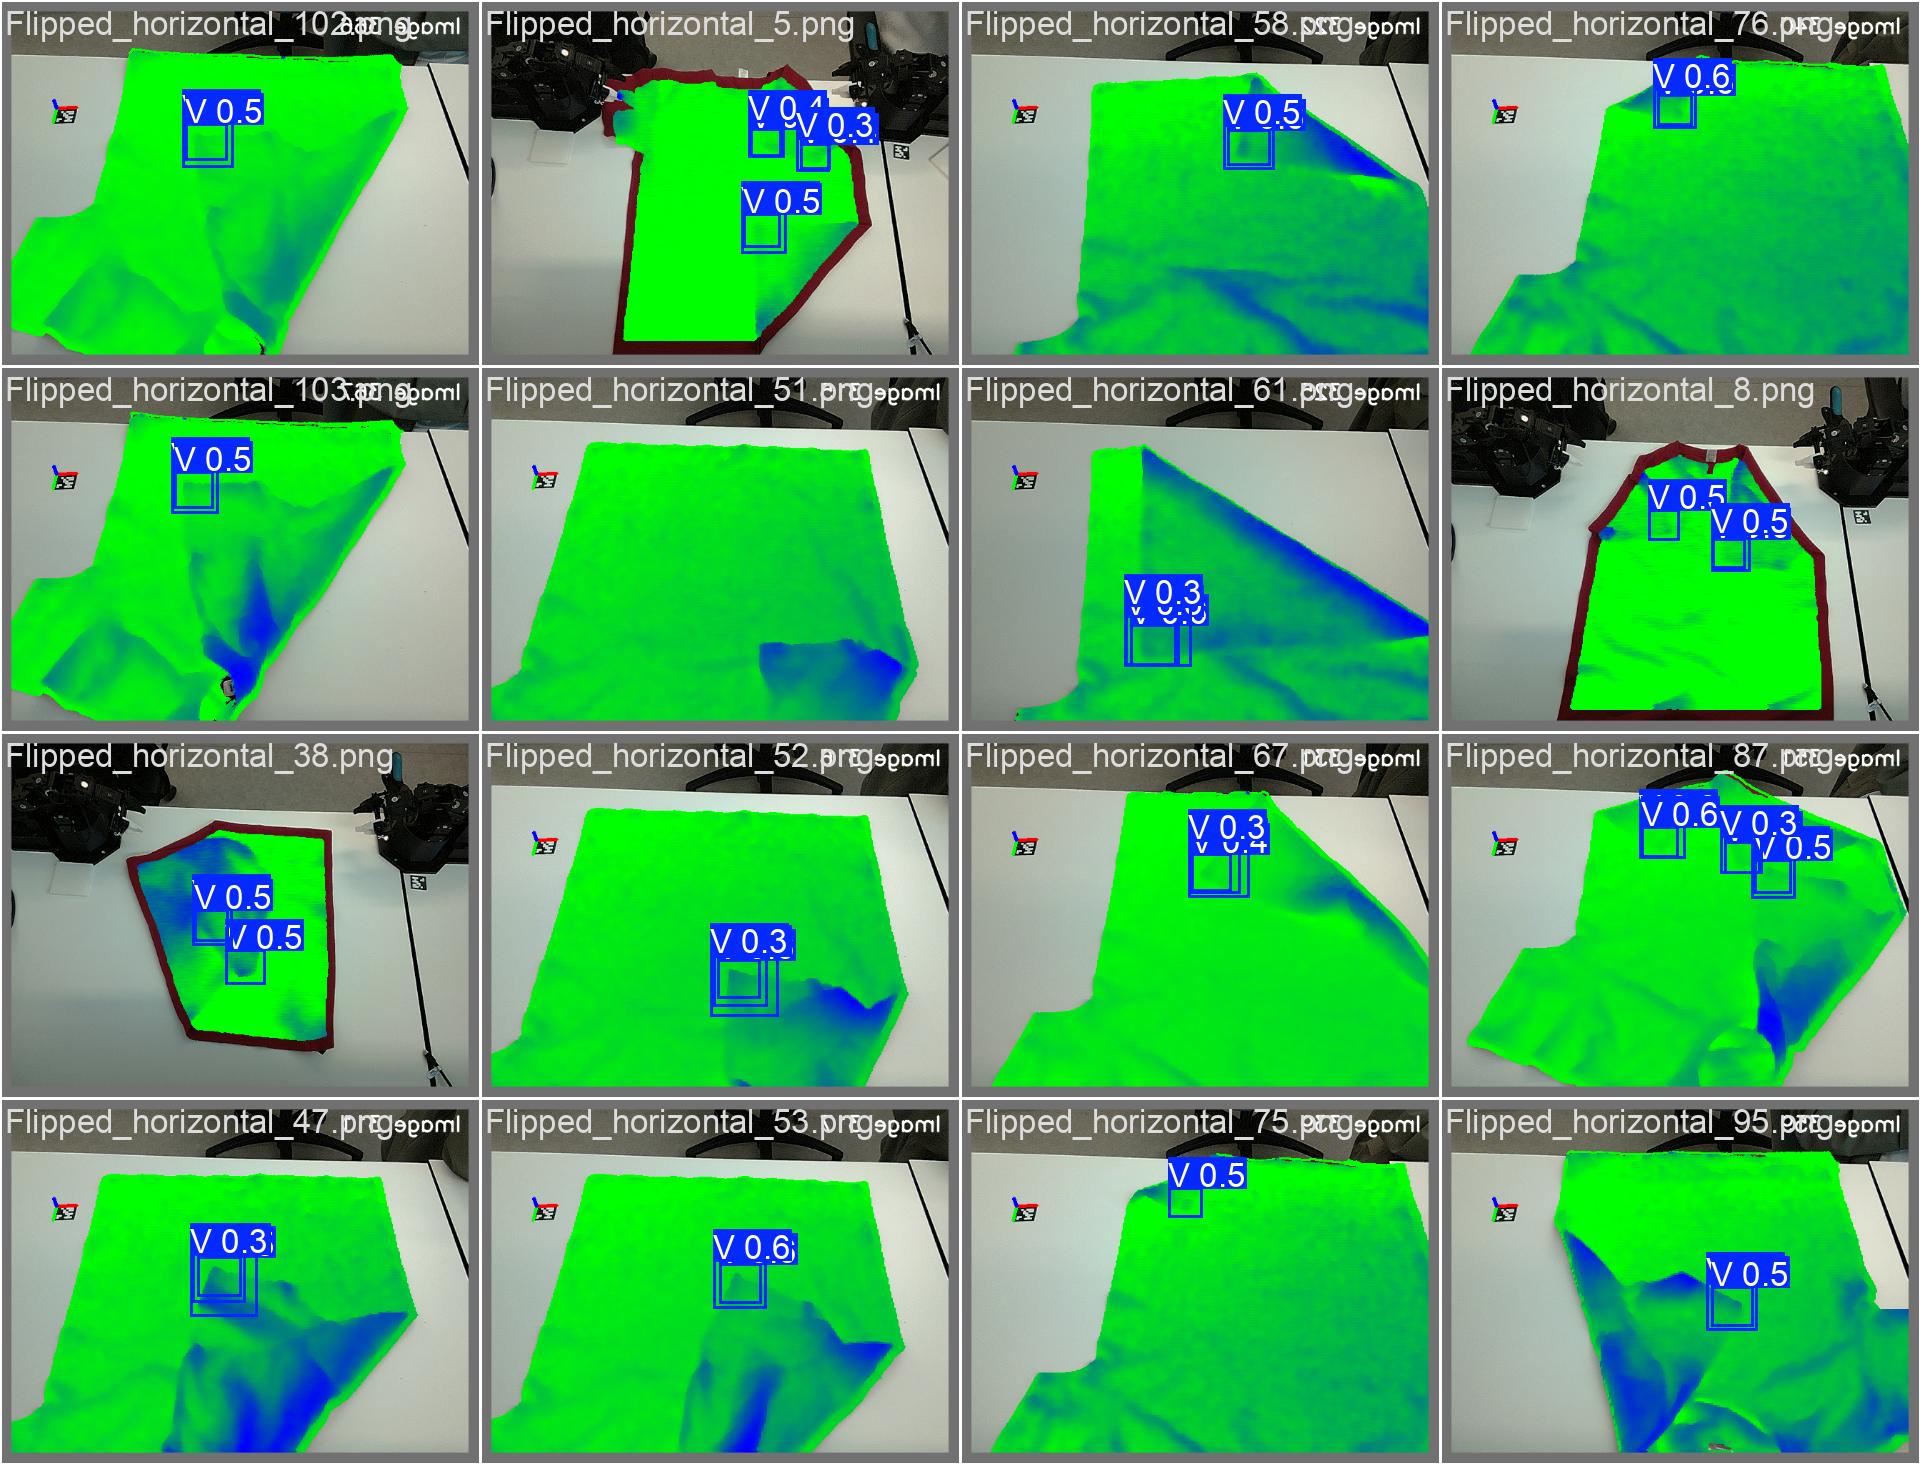 Flipped_horizontal_102.png
V 0.5
Flipped_horizontal_5.png
V 0.4
V 0.3
V 0.5
Flipped_horizontal_58.png
V 0.5
Flipped_horizontal_76.png
V 0.6
Flipped_horizontal_103.png
V 0.5
Flipped_horizontal_51.png
Flipped_horizontal_61.png
V 0.3
Flipped_horizontal_8.png
V 0.5
V 0.5
Flipped_horizontal_38.png
V 0.5
V 0.5
Flipped_horizontal_52.png
V 0.3
Flipped_horizontal_67.png
V 0.3
V 0.4
Flipped_horizontal_87.png
V 0.6
V 0.3
V 0.5
Flipped_horizontal_47.png
V 0.3
Flipped_horizontal_53.png
V 0.6
Flipped_horizontal_75.png
V 0.5
Flipped_horizontal_95.png
V 0.5